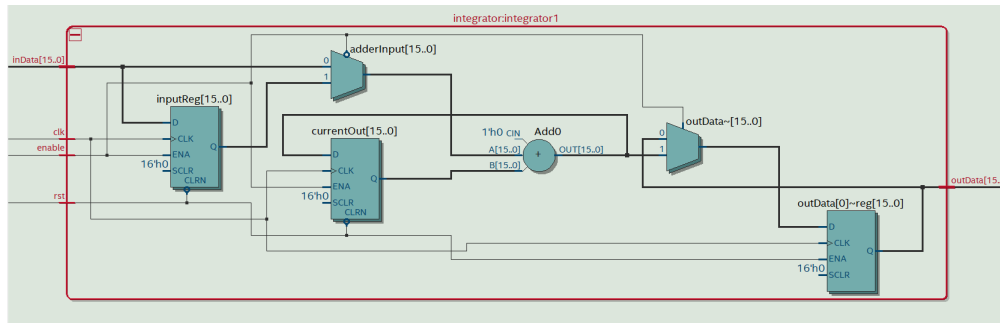 integrator:integrator1
inData[15..0]
clk
enable
rst
inputReg[15..0]
D
CLK
ENA
16'h0
SCLR
CLRN
Q
adderInput[15..0]
0
1
currentOut[15..0]
D
CLK
ENA
16'h0
SCLR
CLRN
Q
Add0
1'h0 CIN
A[15..0]
B[15..0]
+
OUT[15..0]
outData~[15..0]
0
1
outData[0]~reg[15..0]
D
CLK
ENA
16'h0
SCLR
Q
outData[15..